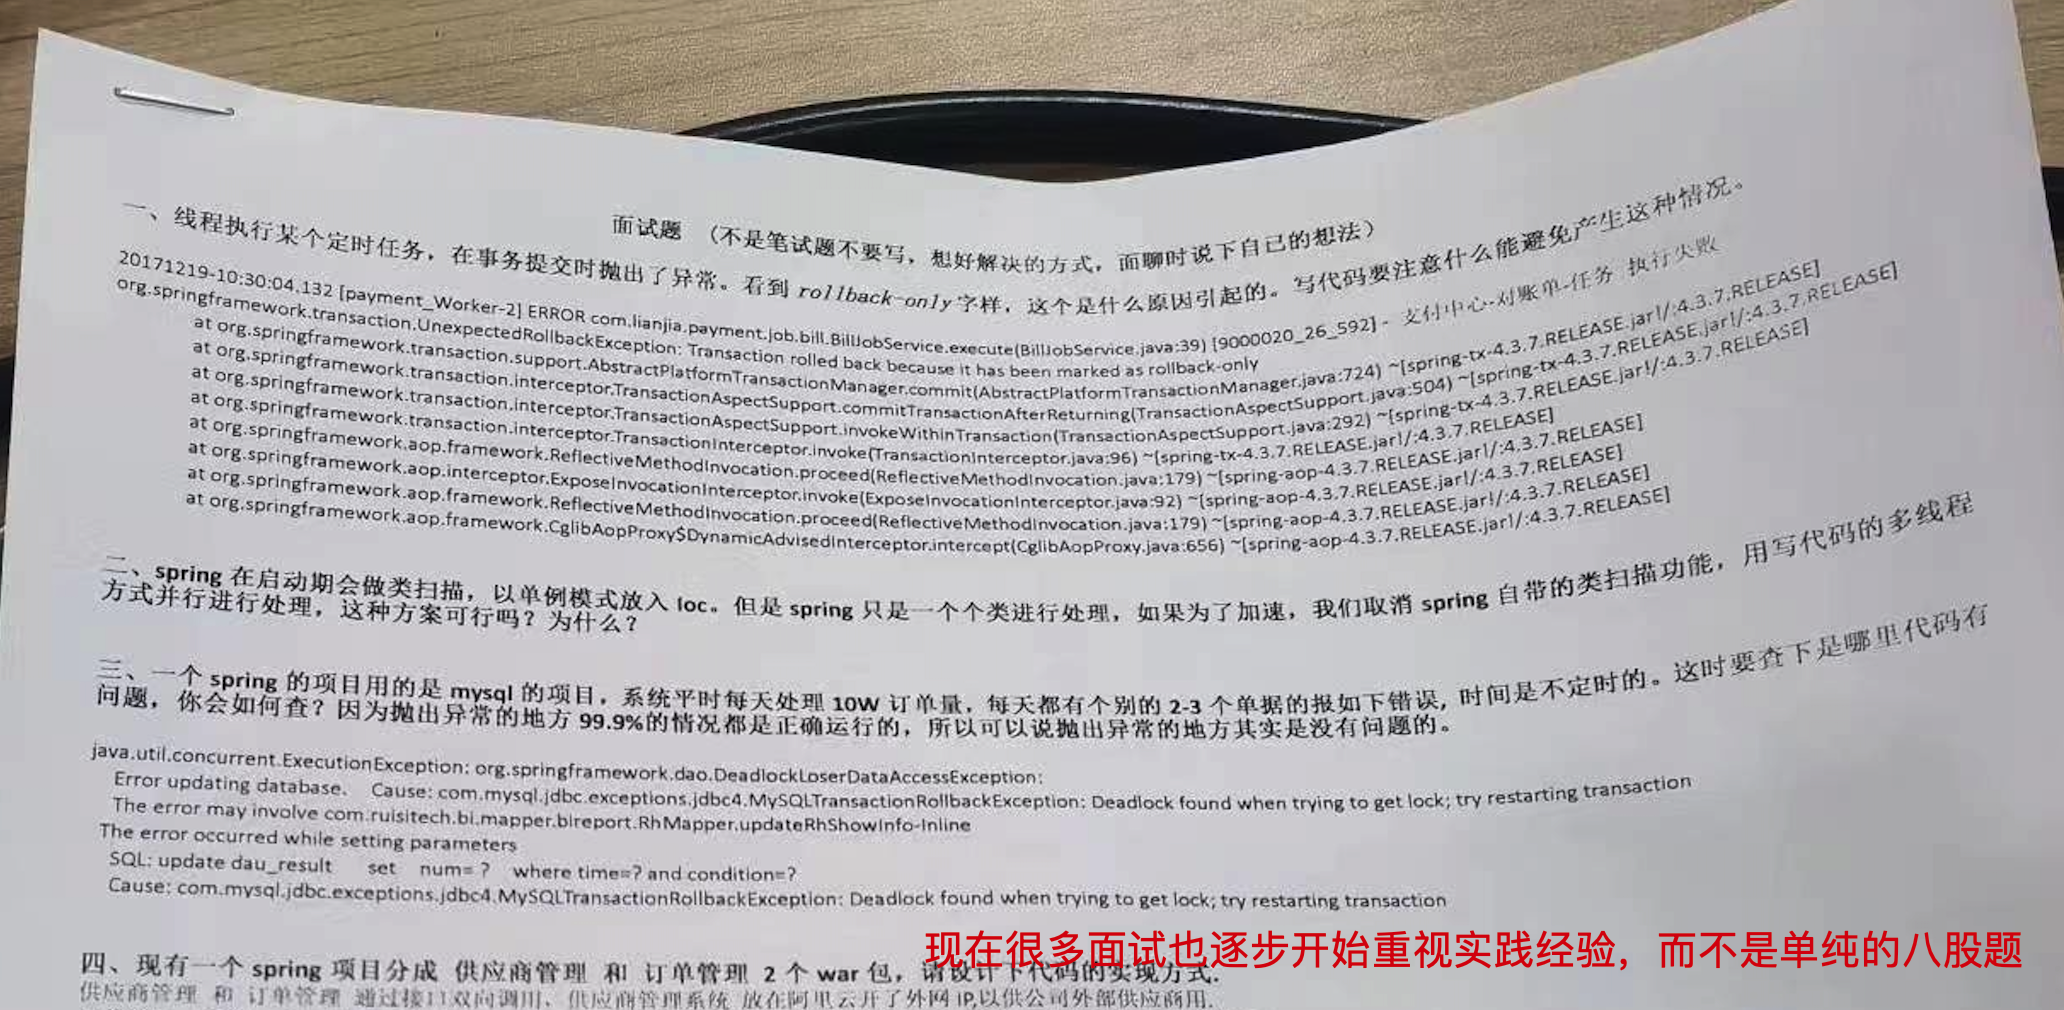 面试题 （不是笔试题不要写，想好解决的方式，面聊时说下自己的想法）
一、线程执行某个定时任务，在事务提交时抛出了异常。看到 rollback-only 字样，这个是什么原因引起的。写代码要注意什么能避免产生这种情况。
20171219-10:30:04.132 [payment_Worker-2] ERROR com.lianjia.payment.job.bill.BillJobService.execute(BillJobService.java:39) [9000020_26_592] - 支付中心-对账单-任务 执行失败
org.springframework.transaction.UnexpectedRollbackException: Transaction rolled back because it has been marked as rollback-only
at org.springframework.transaction.support.AbstractPlatformTransactionManager.commit(AbstractPlatformTransactionManager.java:724) ~[spring-tx-4.3.7.RELEASE.jar!/:4.3.7.RELEASE]
at org.springframework.transaction.interceptor.TransactionAspectSupport.commitTransactionAfterReturning(TransactionAspectSupport.java:504) ~[spring-tx-4.3.7.RELEASE.jar!/:4.3.7.RELEASE]
at org.springframework.transaction.interceptor.TransactionAspectSupport.invokeWithinTransaction(TransactionAspectSupport.java:292) ~[spring-tx-4.3.7.RELEASE.jar!/:4.3.7.RELEASE]
at org.springframework.transaction.interceptor.TransactionInterceptor.invoke(TransactionInterceptor.java:96) ~[spring-tx-4.3.7.RELEASE.jar!/:4.3.7.RELEASE]
at org.springframework.aop.framework.ReflectiveMethodInvocation.proceed(ReflectiveMethodInvocation.java:179) ~[spring-aop-4.3.7.RELEASE.jar!/:4.3.7.RELEASE]
at org.springframework.aop.interceptor.ExposeInvocationInterceptor.invoke(ExposeInvocationInterceptor.java:92) ~[spring-aop-4.3.7.RELEASE.jar!/:4.3.7.RELEASE]
at org.springframework.aop.framework.ReflectiveMethodInvocation.proceed(ReflectiveMethodInvocation.java:179) ~[spring-aop-4.3.7.RELEASE.jar!/:4.3.7.RELEASE]
at org.springframework.aop.framework.CglibAopProxy$DynamicAdvisedInterceptor.intercept(CglibAopProxy.java:656) ~[spring-aop-4.3.7.RELEASE.jar!/:4.3.7.RELEASE]
二、spring 在启动期会做类扫描，以单例模式放入 Ioc。但是 spring 只是一个个类进行处理，如果为了加速，我们取消 spring 自带的类扫描功能，用写代码的多线程
方式并行进行处理，这种方案可行吗？为什么？
三、一个 spring 的项目用的是 mysql 的项目，系统平时每天处理 10W 订单量，每天都有个别的 2-3 个单据的报如下错误, 时间是不定时的。这时要查下是哪里代码有
问题，你会如何查？因为抛出异常的地方 99.9%的情况都是正确运行的，所以可以说抛出异常的地方其实是没有问题的。
java.util.concurrent.ExecutionException: org.springframework.dao.DeadlockLoserDataAccessException:
Error updating database. Cause: com.mysql.jdbc.exceptions.jdbc4.MySQLTransactionRollbackException: Deadlock found when trying to get lock; try restarting transaction
The error may involve com.ruisitech.bi.mapper.bireport.RhMapper.updateRhShowInfo-Inline
The error occurred while setting parameters
SQL: update dau_result set num= ? where time=? and condition=?
Cause: com.mysql.jdbc.exceptions.jdbc4.MySQLTransactionRollbackException: Deadlock found when trying to get lock; try restarting transaction
现在很多面试也逐步开始重视实践经验，而不是单纯的八股题
四、现有一个 spring 项目分成 供应商管理 和 订单管理 2 个 war 包，请设计下代码的实现方式:
供应商管理 和 订单管理 通过接口双向调用，供应商管理系统 放在阿里云开了外网 IP,以供公司外部供应商用.